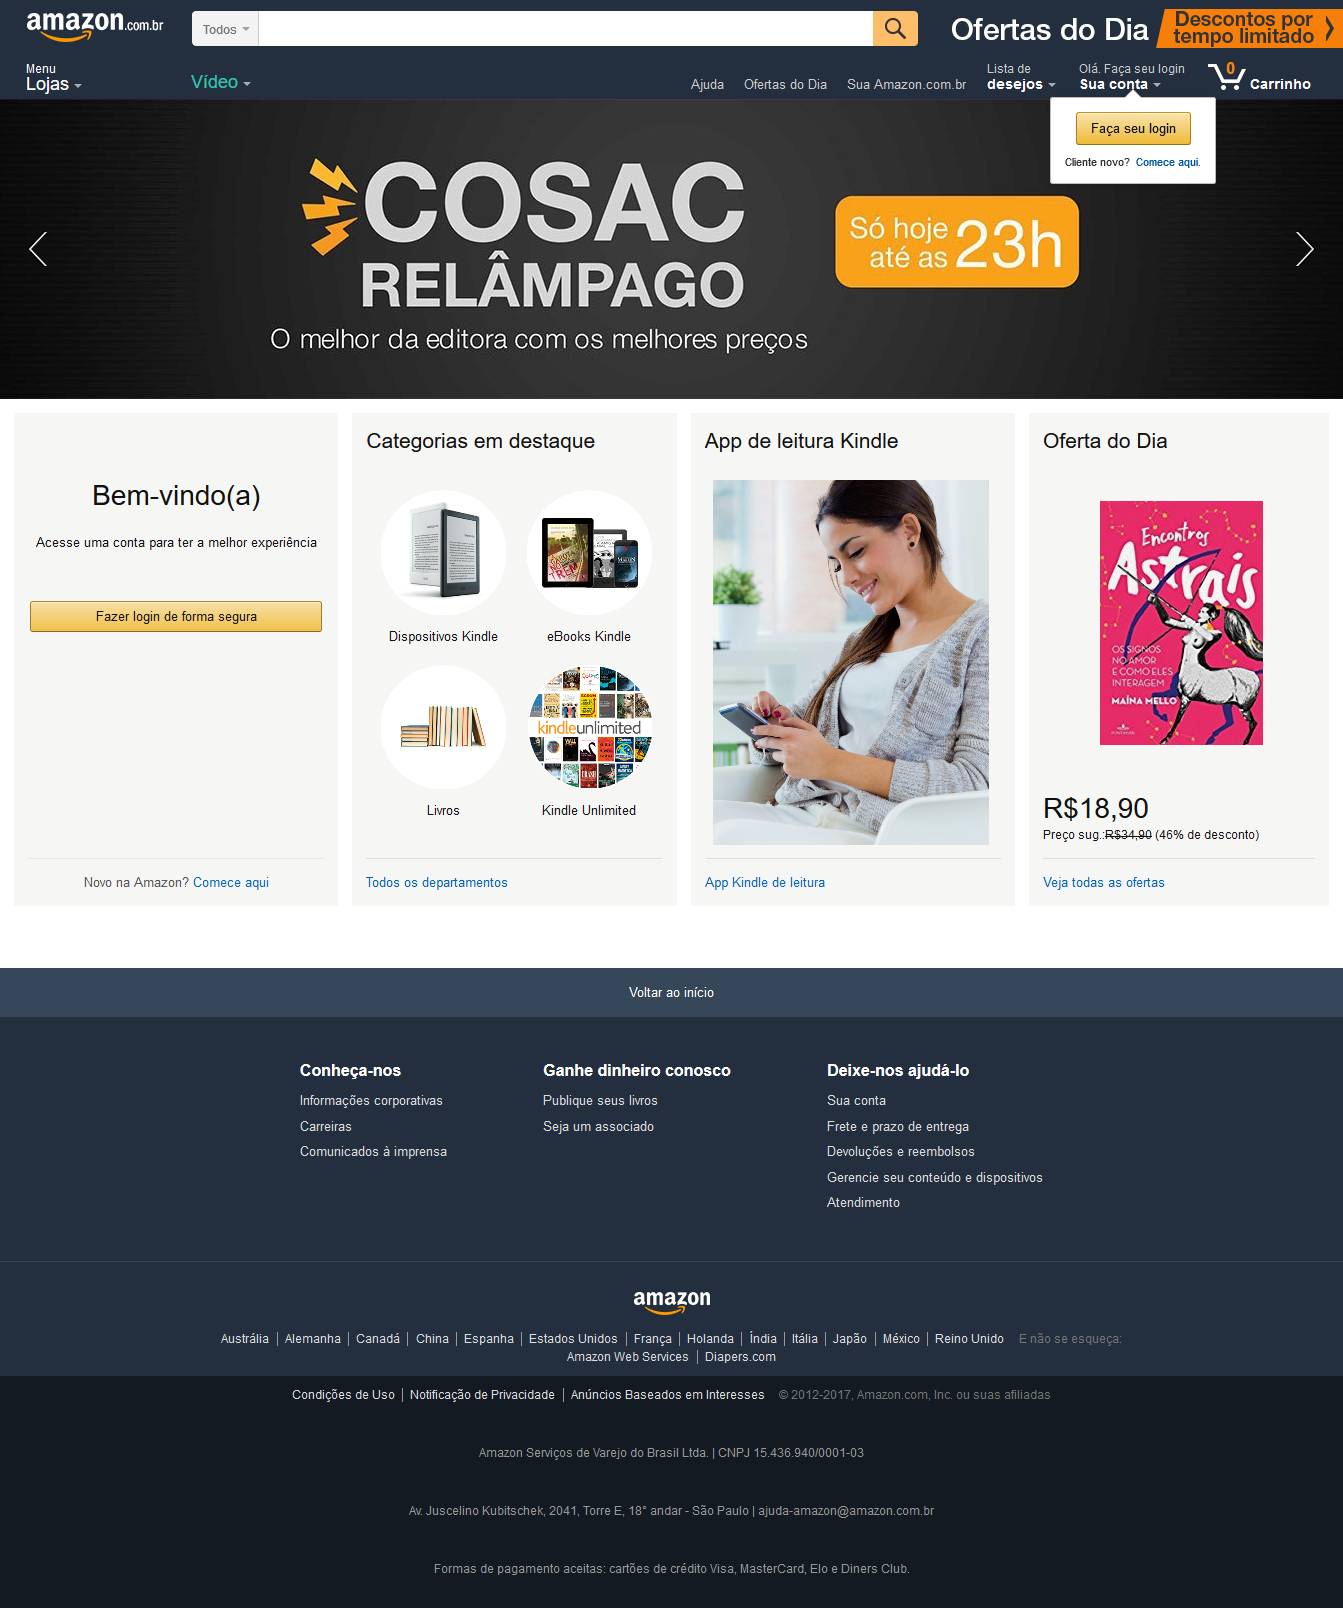 amazon.com.br
Todos
Ofertas do Dia
Descontos por
tempo limitado
Menu
Lojas
Vídeo
Ajuda
Ofertas do Dia
Sua Amazon.com.br
Lista de
desejos
Olá. Faça seu login
Sua conta
0
Carrinho
Faça seu login
Cliente novo? Comece aqui.
COSAC
RELÂMPAGO
O melhor da editora com os melhores preços
Só hoje
até as 23h
Bem-vindo(a)
Acesse uma conta para ter a melhor experiência
Fazer login de forma segura
Novo na Amazon? Comece aqui
Categorias em destaque
Dispositivos Kindle
eBooks Kindle
kindleunlimited
Livros
Kindle Unlimited
Todos os departamentos
App de leitura Kindle
App Kindle de leitura
Oferta do Dia
Encontros
Astrais
OS SIGNOS
NO AMOR
E COMO ELES
INTERAGEM
MAÍNA MELLO
R$18,90
Preço sug.:R$34,90 (46% de desconto)
Veja todas as ofertas
Voltar ao início
Conheça-nos
Informações corporativas
Carreiras
Comunicados à imprensa
Ganhe dinheiro conosco
Publique seus livros
Seja um associado
Deixe-nos ajudá-lo
Sua conta
Frete e prazo de entrega
Devoluções e reembolsos
Gerencie seu conteúdo e dispositivos
Atendimento
amazon
Austrália | Alemanha | Canadá | China | Espanha | Estados Unidos | França | Holanda | Índia | Itália | Japão | México | Reino Unido E não se esqueça:
Amazon Web Services | Diapers.com
Condições de Uso | Notificação de Privacidade | Anúncios Baseados em Interesses © 2012-2017, Amazon.com, Inc. ou suas afiliadas
Amazon Serviços de Varejo do Brasil Ltda. | CNPJ 15.436.940/0001-03
Av. Juscelino Kubitschek, 2041, Torre E, 18° andar - São Paulo | ajuda-amazon@amazon.com.br
Formas de pagamento aceitas: cartões de crédito Visa, MasterCard, Elo e Diners Club.